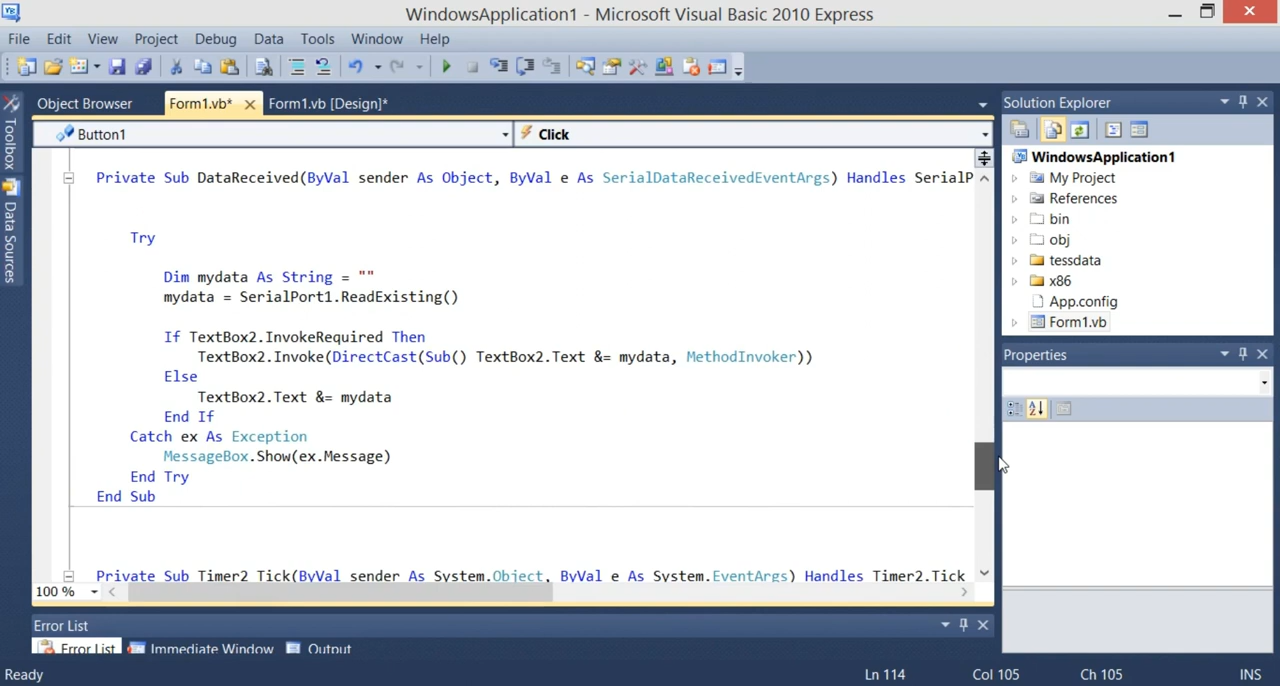 WindowsApplication1 - Microsoft Visual Basic 2010 Express
File Edit View Project Debug Data Tools Window Help
Toolbox
Data Sources
Object Browser Form1.vb* Form1.vb [Design]*
Button1 Click
Private Sub DataReceived(ByVal sender As Object, ByVal e As SerialDataReceivedEventArgs) Handles SerialP
Try
Dim mydata As String = ""
mydata = SerialPort1.ReadExisting()
If TextBox2.InvokeRequired Then
TextBox2.Invoke(DirectCast(Sub() TextBox2.Text &= mydata, MethodInvoker))
Else
TextBox2.Text &= mydata
End If
Catch ex As Exception
MessageBox.Show(ex.Message)
End Try
End Sub
Private Sub Timer2_Tick(ByVal sender As System.Object, ByVal e As System.EventArgs) Handles Timer2.Tick
100 %
Solution Explorer
WindowsApplication1
My Project
References
bin
obj
tessdata
x86
App.config
Form1.vb
Properties
Error List
Error List Immediate Window Output
Ready Ln 114 Col 105 Ch 105 INS